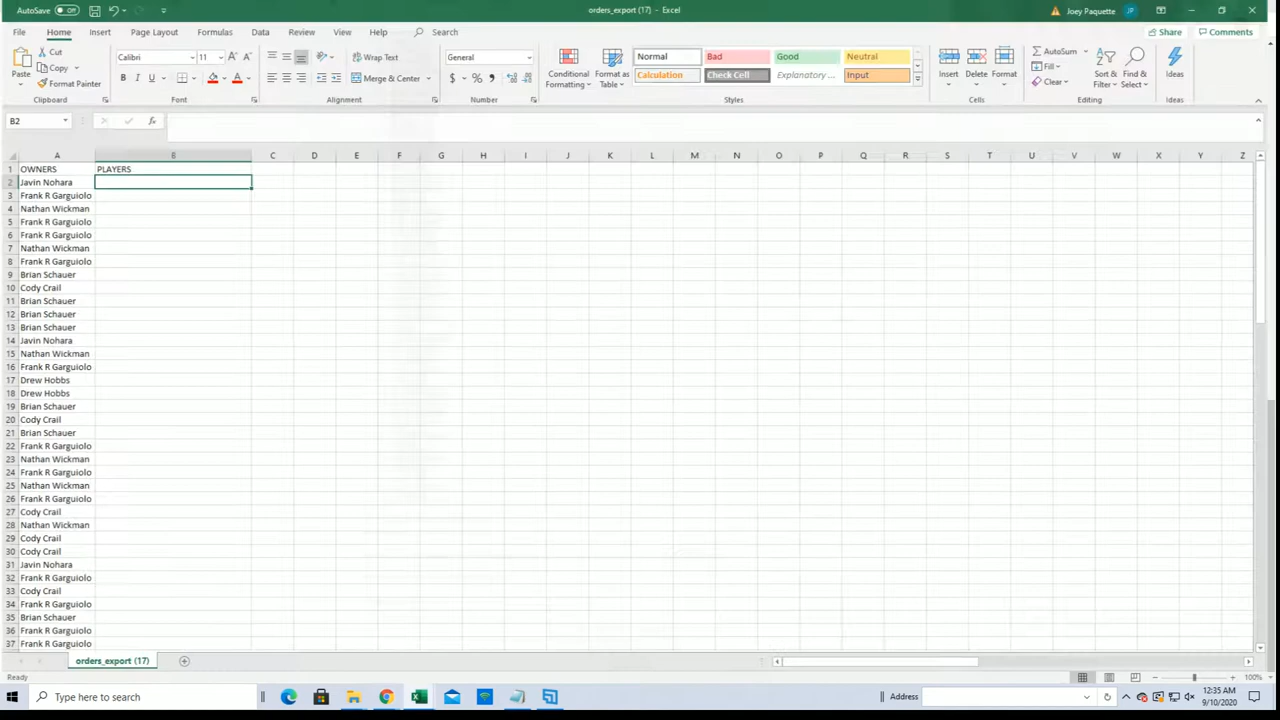 AutoSave Off orders_export (17) - Excel Joey Paquette JP
File Home Insert Page Layout Formulas Data Review View Help Search Share Comments
Paste Cut Copy Format Painter Clipboard
Calibri 11 B I U Font
Wrap Text Merge & Center Alignment
General $ % Number
Conditional Formatting Format as Table
Normal Bad Good Neutral
Calculation Check Cell Explanatory ... Input
Styles
Insert Delete Format Cells
AutoSum Fill Clear Sort & Filter Find & Select Editing
Ideas Ideas
B2 fx
A B C D E F G H I J K L M N O P Q R S T U V W X Y Z
1 OWNERS PLAYERS
2 Javin Nohara
3 Frank R Garguiolo
4 Nathan Wickman
5 Frank R Garguiolo
6 Frank R Garguiolo
7 Nathan Wickman
8 Frank R Garguiolo
9 Brian Schauer
10 Cody Crail
11 Brian Schauer
12 Brian Schauer
13 Brian Schauer
14 Javin Nohara
15 Nathan Wickman
16 Frank R Garguiolo
17 Drew Hobbs
18 Drew Hobbs
19 Brian Schauer
20 Cody Crail
21 Brian Schauer
22 Frank R Garguiolo
23 Nathan Wickman
24 Frank R Garguiolo
25 Nathan Wickman
26 Frank R Garguiolo
27 Cody Crail
28 Nathan Wickman
29 Cody Crail
30 Cody Crail
31 Javin Nohara
32 Frank R Garguiolo
33 Cody Crail
34 Frank R Garguiolo
35 Brian Schauer
36 Frank R Garguiolo
37 Frank R Garguiolo
orders_export (17)
Ready 100%
Type here to search Address 12:35 AM
9/10/2020